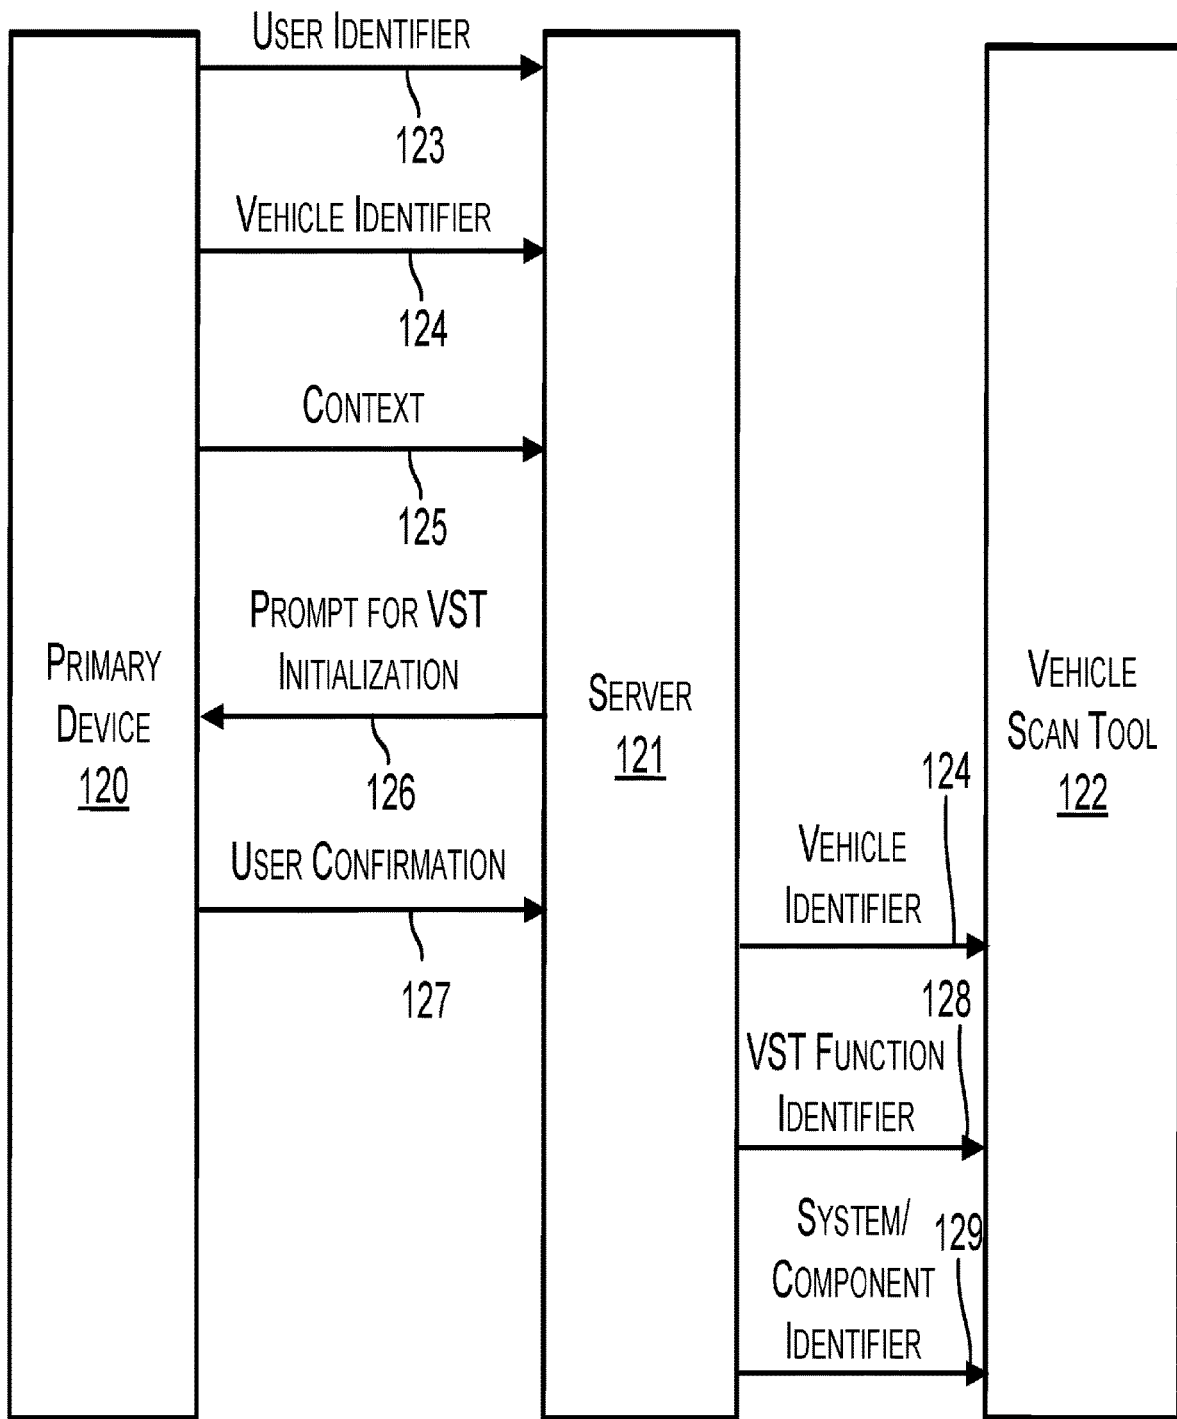 User Identifier
123
Vehicle Identifier
124
Context
125
Prompt for VST
Initialization
126
User Confirmation
127
Primary
Device
120
Server
121
Vehicle
Scan Tool
122
124
Vehicle
Identifier
128
VST Function
Identifier
System/
129
Component
Identifier